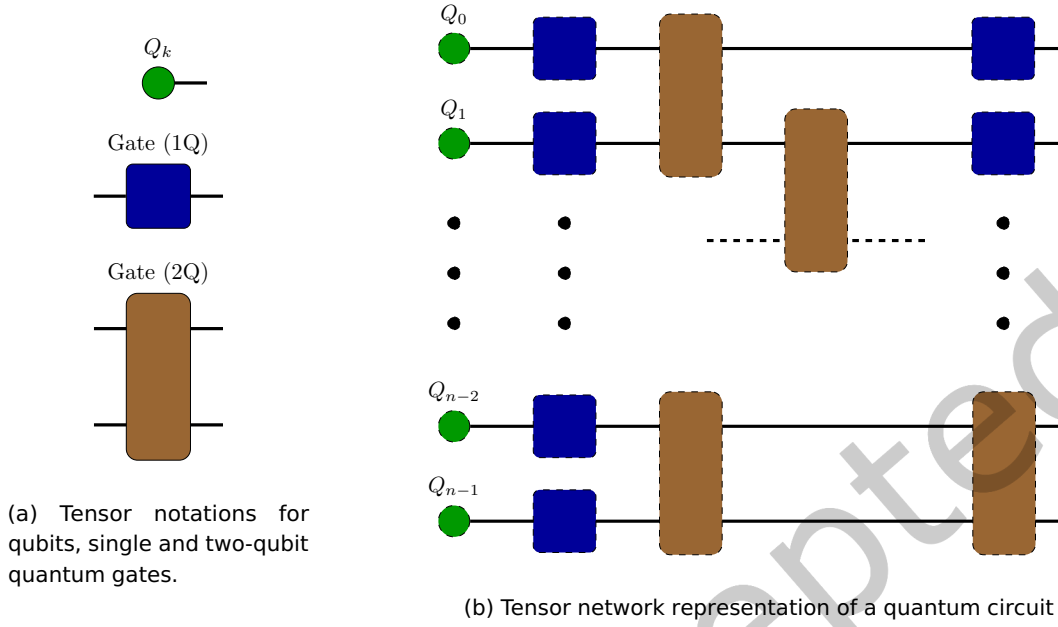 Q_k
Gate (1Q)
Gate (2Q)
(a) Tensor notations for
qubits, single and two-qubit
quantum gates.
Q_0
Q_1
Q_{n−2}
Q_{n−1}
(b) Tensor network representation of a quantum circuit
epted